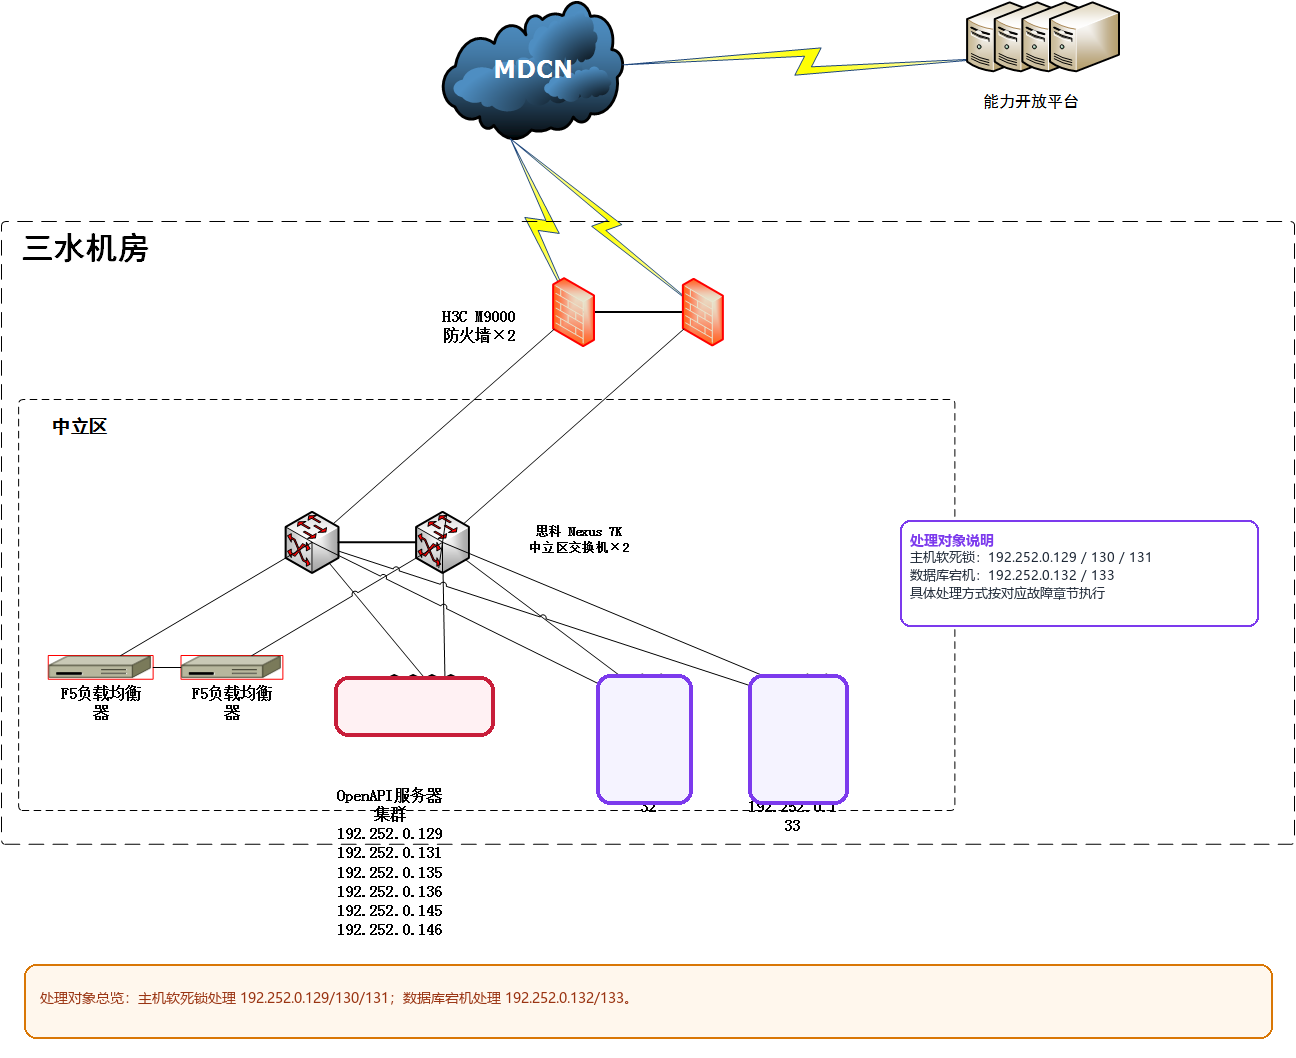 MDCN
能力开放平台
三水机房
H3C M9000
防火墙×2
中立区
思科 Nexus 7K
中立区交换机×2
处理对象说明
主机软死锁：192.252.0.129 / 130 / 131
数据库宕机：192.252.0.132 / 133
具体处理方式按对应故障章节执行
F5负载均衡
器
F5负载均衡
器
OpenAPI服务器
集群
192.252.0.129
192.252.0.131
192.252.0.135
192.252.0.136
192.252.0.145
192.252.0.146
32
192.252.0.1
33
处理对象总览：主机软死锁处理 192.252.0.129/130/131；数据库宕机处理 192.252.0.132/133。